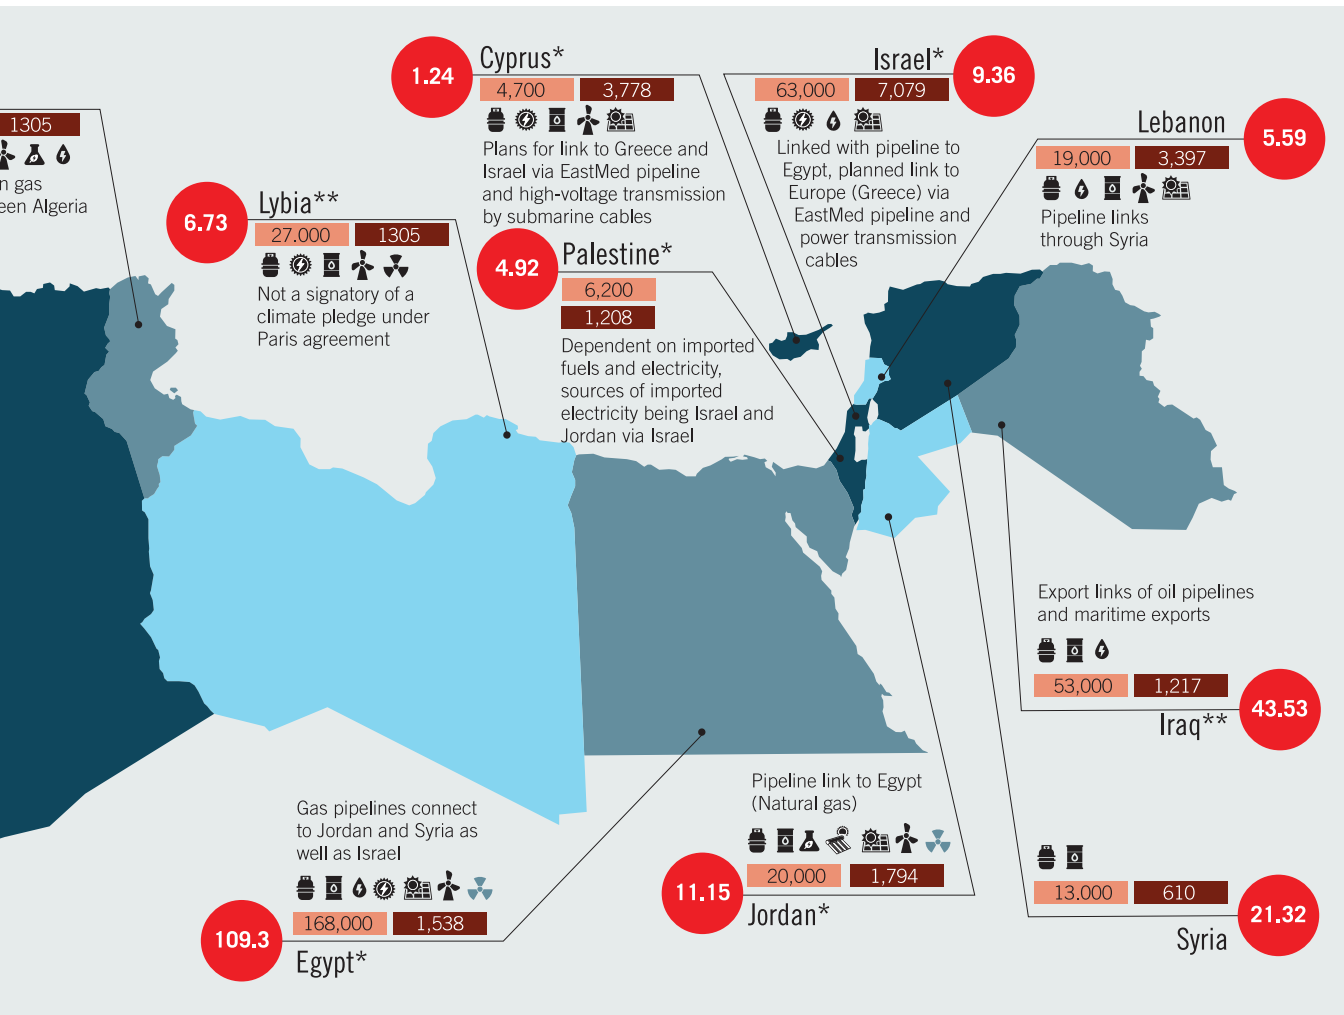 1305
n gas
een Algeria
6.73
Lybia**
27.000
1305
Not a signatory of a
climate pledge under
Paris agreement
1.24
Cyprus*
4,700
3,778
Plans for link to Greece and
Israel via EastMed pipeline
and high-voltage transmission
by submarine cables
4.92
Palestine*
6,200
1,208
Dependent on imported
fuels and electricity,
sources of imported
electricity being Israel and
Jordan via Israel
Israel*
9.36
63,000
7,079
Linked with pipeline to
Egypt, planned link to
Europe (Greece) via
EastMed pipeline and
power transmission
cables
Lebanon
5.59
19,000
3,397
Pipeline links
through Syria
Export links of oil pipelines
and maritime exports
53,000
1,217
Iraq**
43.53
Gas pipelines connect
to Jordan and Syria as
well as Israel
168,000
1,538
109.3
Egypt*
Pipeline link to Egypt
(Natural gas)
20,000
1,794
11.15
Jordan*
13.000
610
21.32
Syria